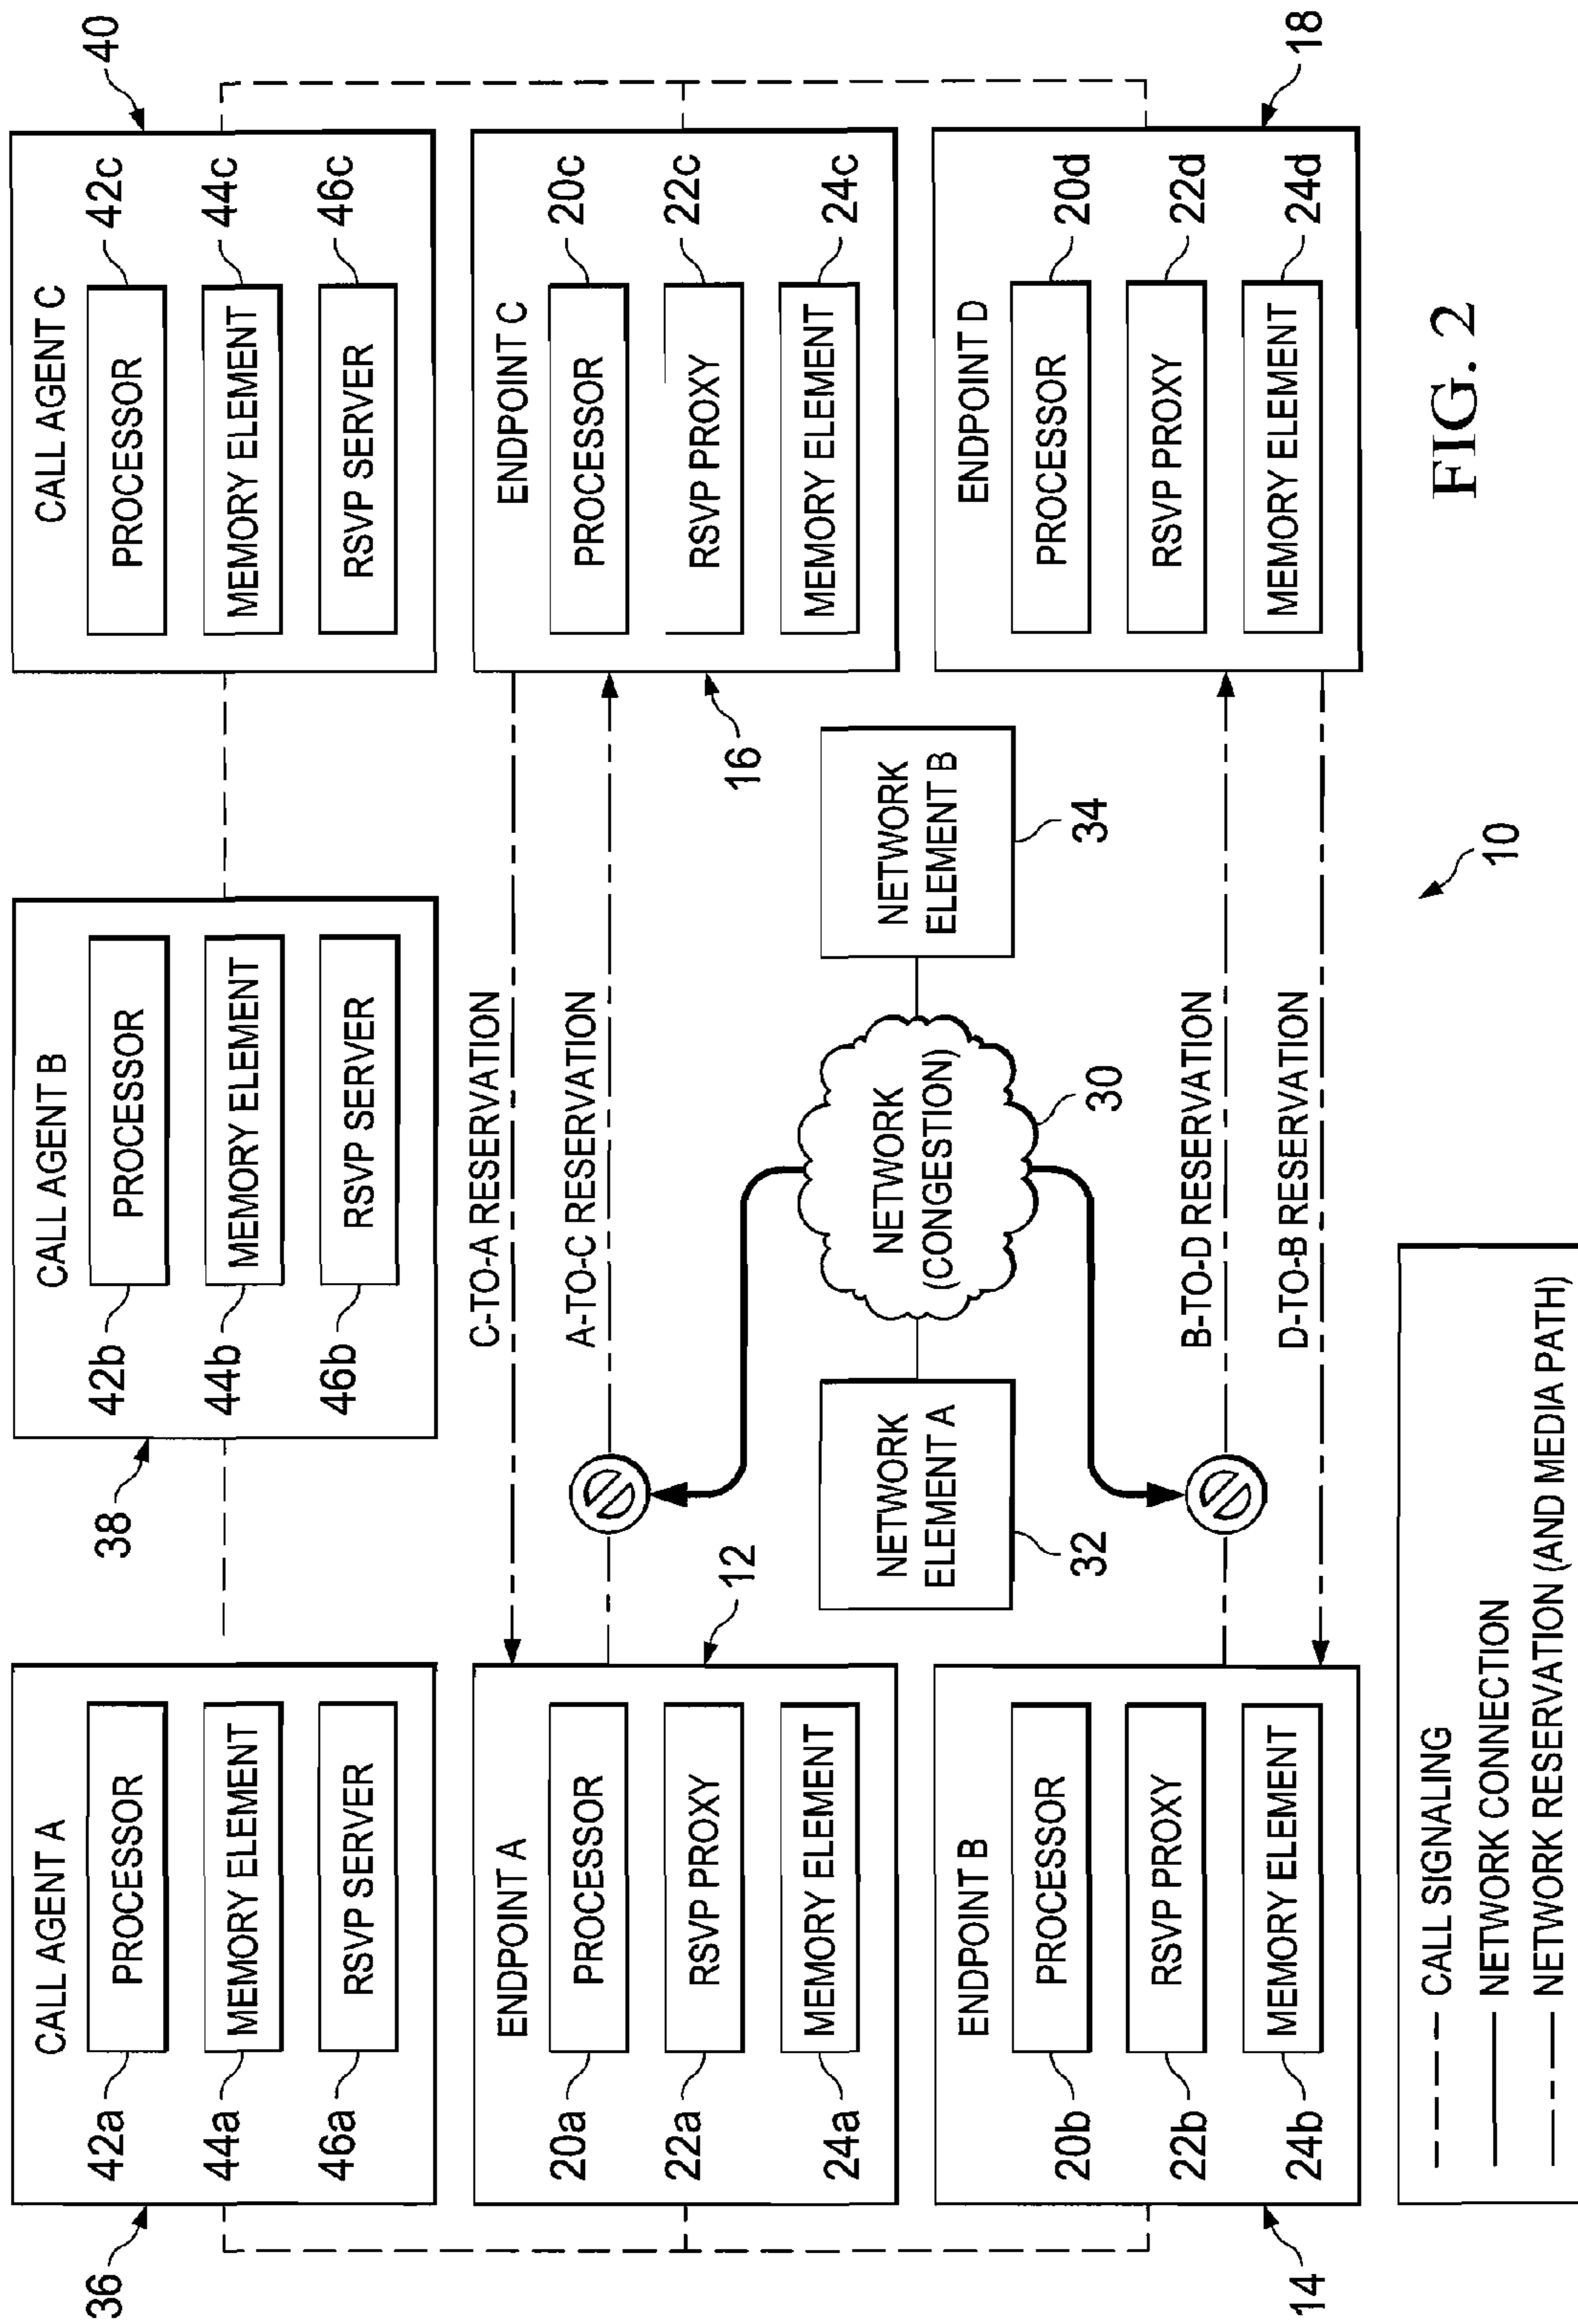 CALL AGENT A
42a
PROCESSOR
44a
MEMORY ELEMENT
46a
RSVP SERVER
36
CALL AGENT B
42b
PROCESSOR
44b
MEMORY ELEMENT
46b
RSVP SERVER
38
CALL AGENT C
PROCESSOR
42c
MEMORY ELEMENT
44c
RSVP SERVER
46c
40
C-TO-A RESERVATION
A-TO-C RESERVATION
ENDPOINT A
20a
PROCESSOR
22a
RSVP PROXY
24a
MEMORY ELEMENT
12
ENDPOINT C
PROCESSOR
20c
RSVP PROXY
22c
MEMORY ELEMENT
24c
16
NETWORK
ELEMENT A
32
NETWORK
(CONGESTION)
30
NETWORK
ELEMENT B
34
ENDPOINT B
20b
PROCESSOR
22b
RSVP PROXY
24b
MEMORY ELEMENT
14
B-TO-D RESERVATION
D-TO-B RESERVATION
ENDPOINT D
PROCESSOR
20d
RSVP PROXY
22d
MEMORY ELEMENT
24d
18
CALL SIGNALING
NETWORK CONNECTION
NETWORK RESERVATION (AND MEDIA PATH)
10
FIG. 2